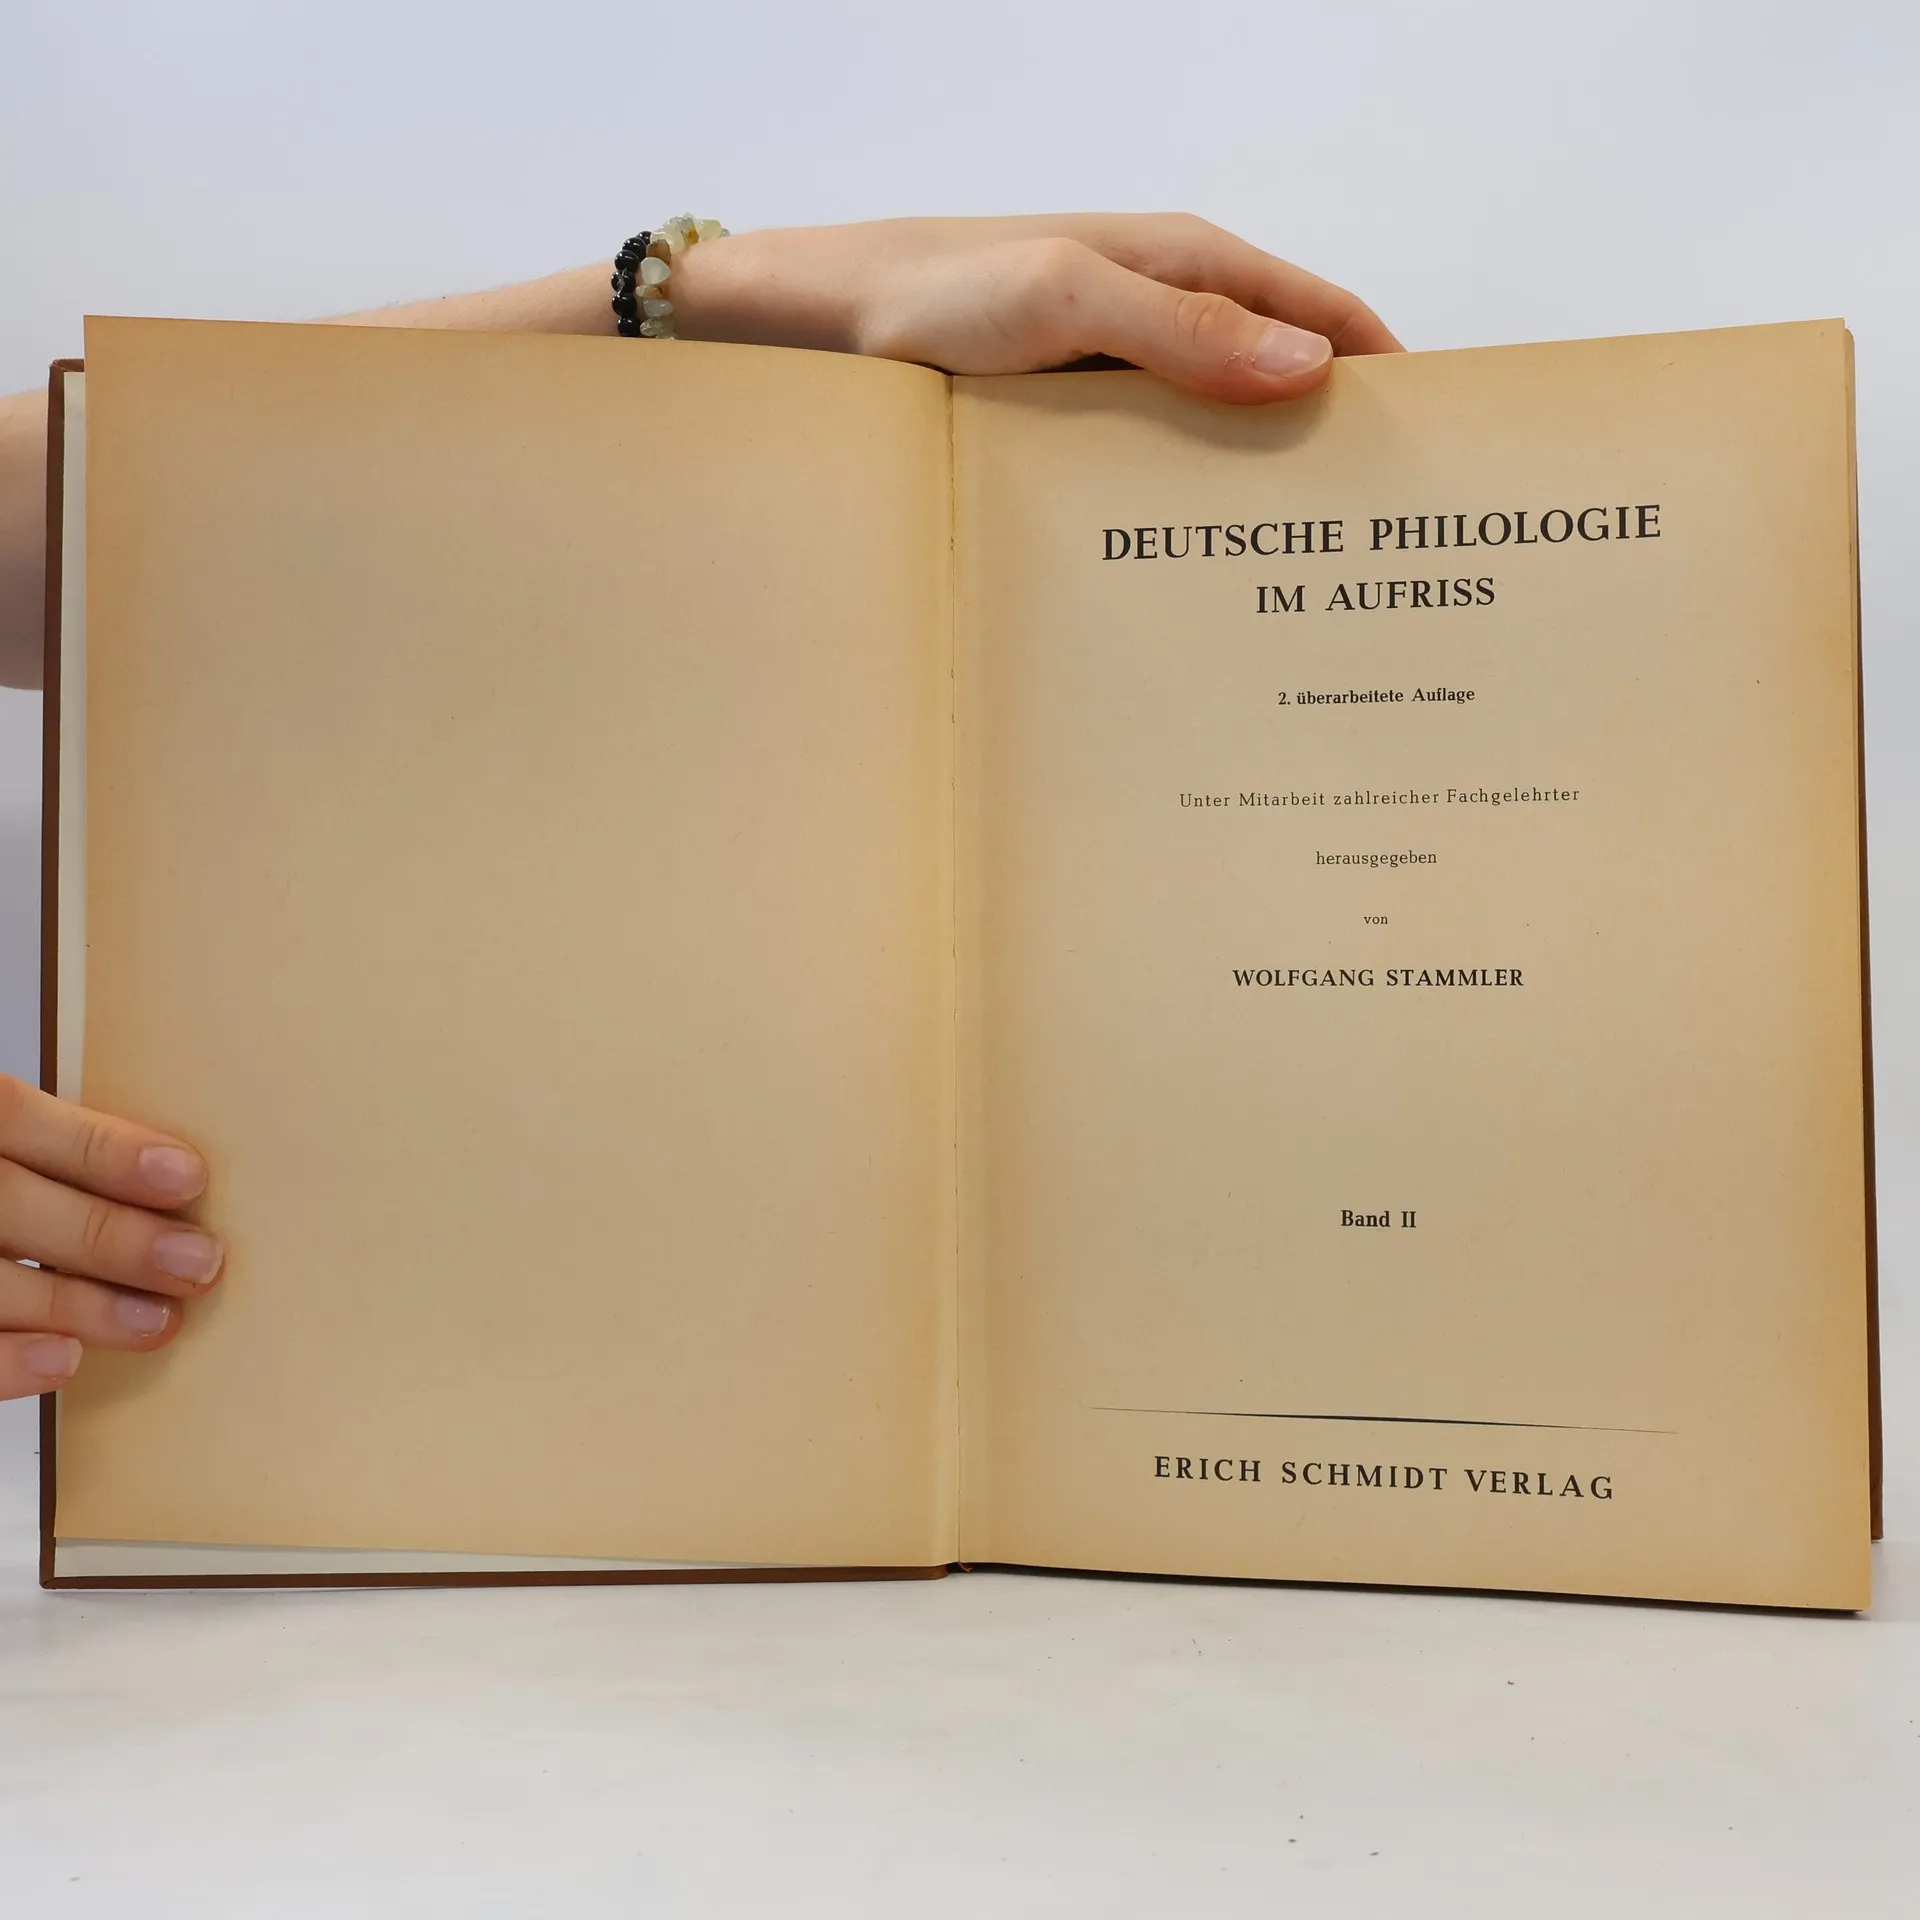 DEUTSCHE PHILOLOGIE
IM AUFRISS
2. überarbeitete Auflage
Unter Mitarbeit zahlreicher Fachgelehrter
herausgegeben
von
WOLFGANG STAMMLER
Band II
ERICH SCHMIDT VERLAG